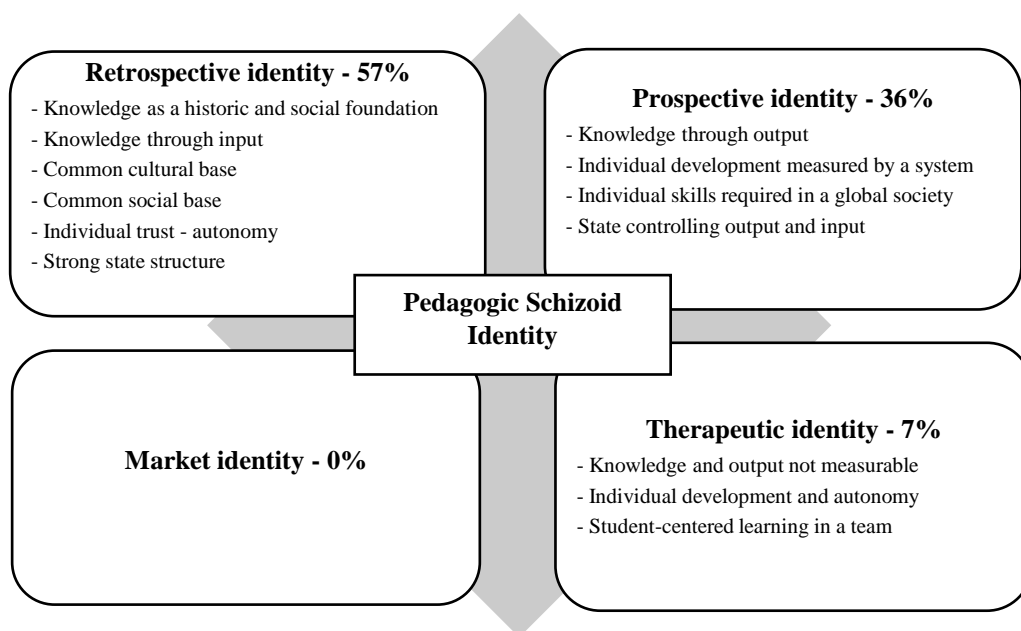 Retrospective identity - 57%
- Knowledge as a historic and social foundation
- Knowledge through input
- Common cultural base
- Common social base
- Individual trust - autonomy
- Strong state structure
Prospective identity - 36%
- Knowledge through output
- Individual development measured by a system
- Individual skills required in a global society
- State controlling output and input
Pedagogic Schizoid
Identity
Market identity - 0%
Therapeutic identity - 7%
- Knowledge and output not measurable
- Individual development and autonomy
- Student-centered learning in a team